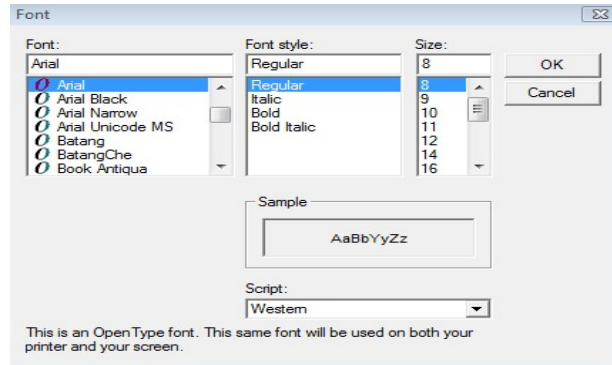 Font
Font:
Arial
Arial
Arial Black
Arial Narrow
Arial Unicode MS
Batang
BatangChe
Book Antiqua
Font style:
Regular
Regular
Italic
Bold
Bold Italic
Size:
8
8
9
10
11
12
14
16
OK
Cancel
Sample
AaBbYyZz
Script:
Western
This is an OpenType font. This same font will be used on both your
printer and your screen.